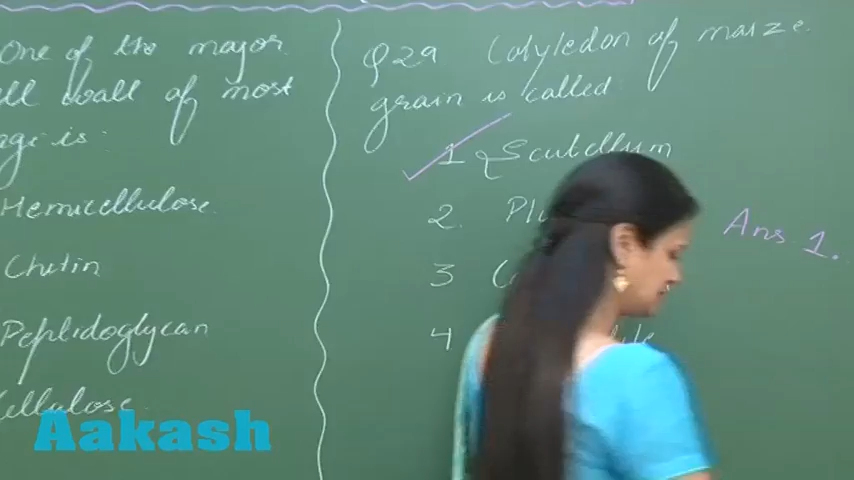 One of the major
cell wall of most
fungi is:
Hemicellulose.
Chitin
Peptidoglycan
Cellulose.
Q29 Cotyledon of maize
grain is called
1 Scutellum
2.
3
4
Ans. 1.
Aakash